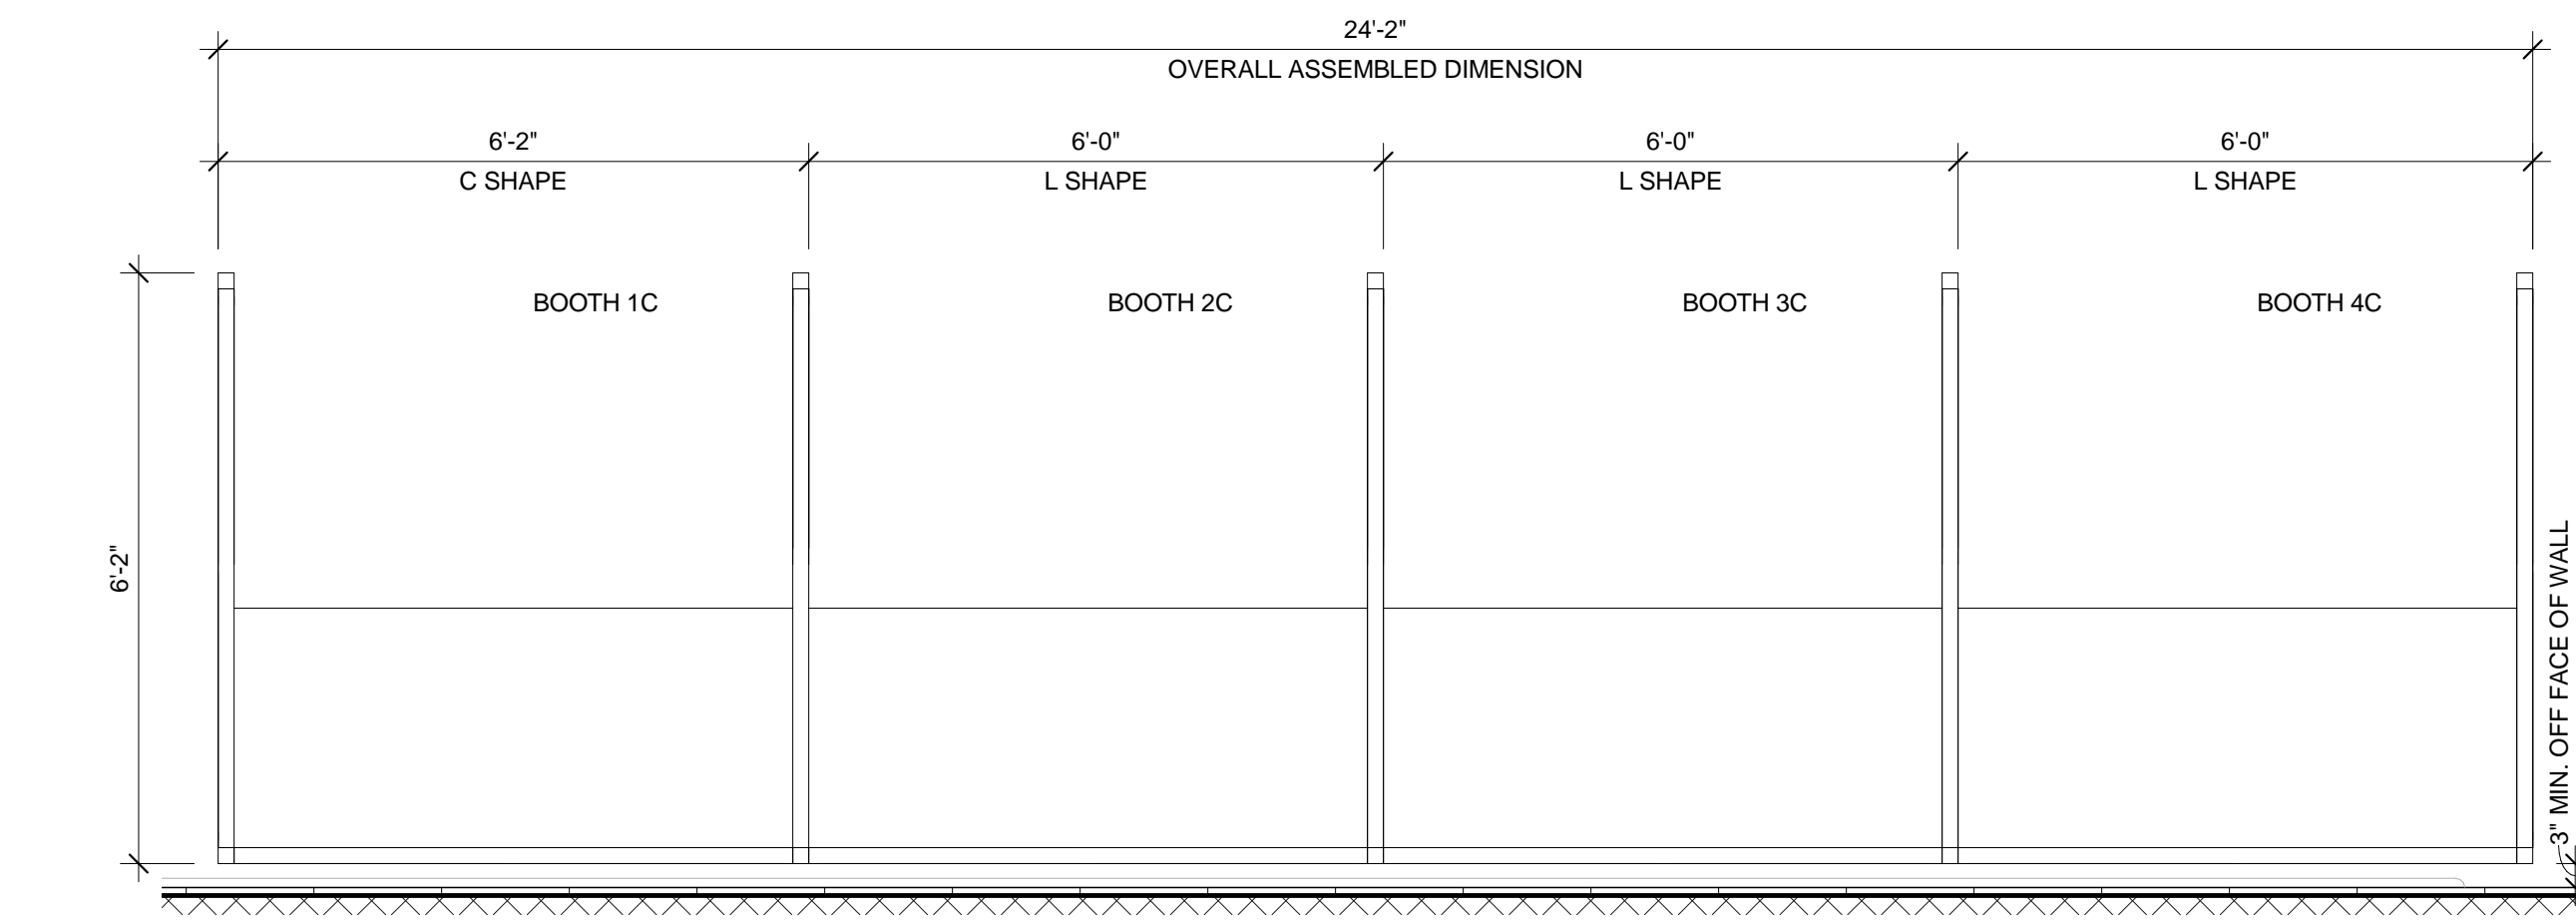 24'-2"
OVERALL ASSEMBLED DIMENSION
6'-2"
C SHAPE
6'-0"
L SHAPE
6'-0"
L SHAPE
6'-0"
L SHAPE
BOOTH 1C
BOOTH 2C
BOOTH 3C
BOOTH 4C
6'-2"
3" MIN. OFF FACE OF WALL